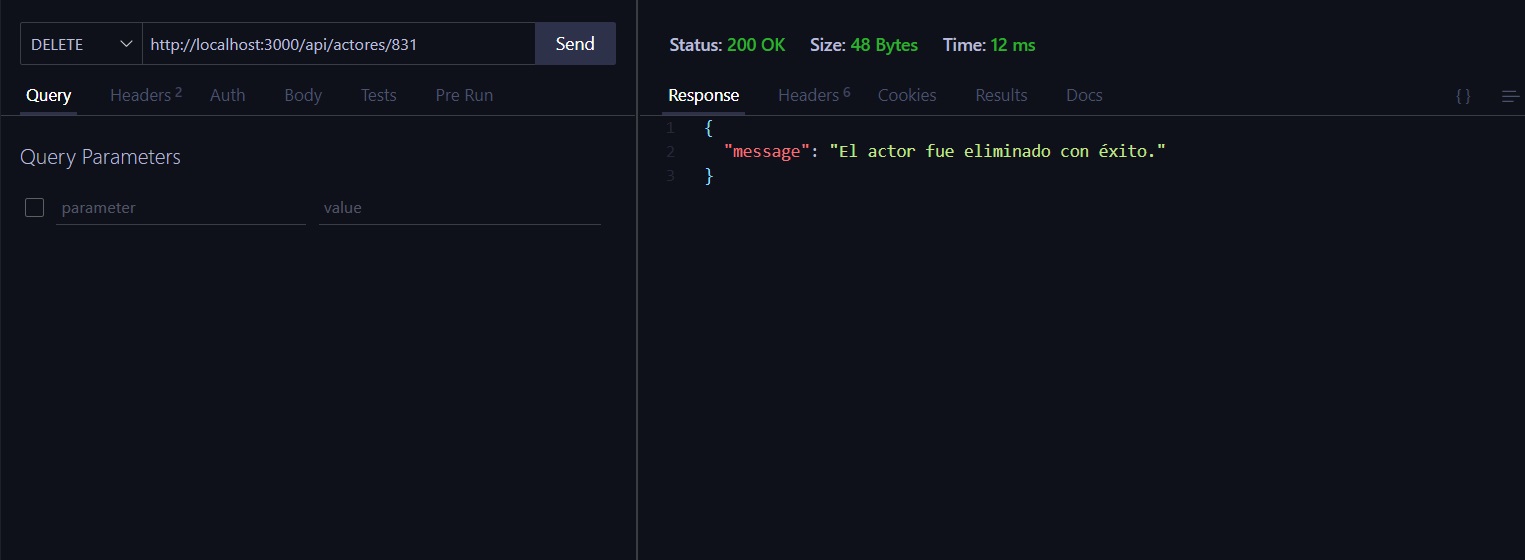 DELETE http://localhost:3000/api/actores/831 Send
Query Headers 2 Auth Body Tests Pre Run
Query Parameters
parameter value
Status: 200 OK Size: 48 Bytes Time: 12 ms
Response Headers 6 Cookies Results Docs { }
1 {
2 "message": "El actor fue eliminado con éxito."
3 }